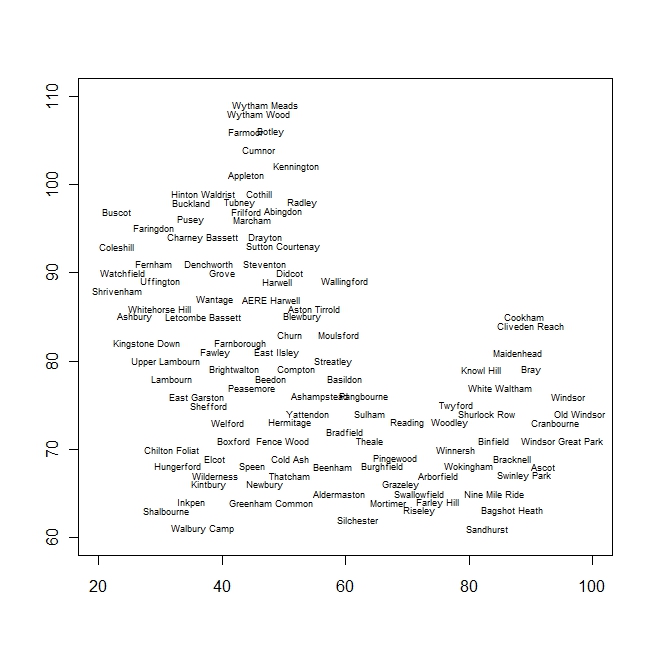 110
Wytham Meads
Wytham Wood
Farmoor
Botley
Cumnor
Kennington
Appleton
100
Hinton Waldrist
Cothill
Buckland
Tubney
Radley
Buscot
Frilford
Abingdon
Pusey
Marcham
Faringdon
Charney Bassett
Drayton
Coleshill
Sutton Courtenay
Fernham
Denchworth
Steventon
90
Watchfield
Grove
Didcot
Uffington
Harwell
Wallingford
Shrivenham
Wantage
AERE Harwell
Whitehorse Hill
Aston Tirrold
Ashbury
Letcombe Bassett
Blewbury
Cookham
Cliveden Reach
Churn
Moulsford
Kingstone Down
Farnborough
Fawley
East Ilsley
Maidenhead
80
Upper Lambourn
Streatley
Brightwalton
Compton
Knowl Hill
Bray
Lambourn
Beedon
Basildon
Peasemore
White Waltham
East Garston
Ashampstead
Pangbourne
Windsor
Shefford
Twyford
Yattendon
Sulham
Shurlock Row
Old Windsor
Welford
Hermitage
Reading
Woodley
Cranbourne
Bradfield
70
Boxford
Fence Wood
Theale
Binfield
Windsor Great Park
Chilton Foliat
Winnersh
Elcot
Cold Ash
Pingewood
Bracknell
Hungerford
Speen
Beenham
Burghfield
Wokingham
Ascot
Wilderness
Thatcham
Arborfield
Swinley Park
Kintbury
Newbury
Grazeley
Aldermaston
Swallowfield
Nine Mile Ride
Inkpen
Greenham Common
Mortimer
Farley Hill
Shalbourne
Riseley
Bagshot Heath
Silchester
Walbury Camp
Sandhurst
60
20 40 60 80 100